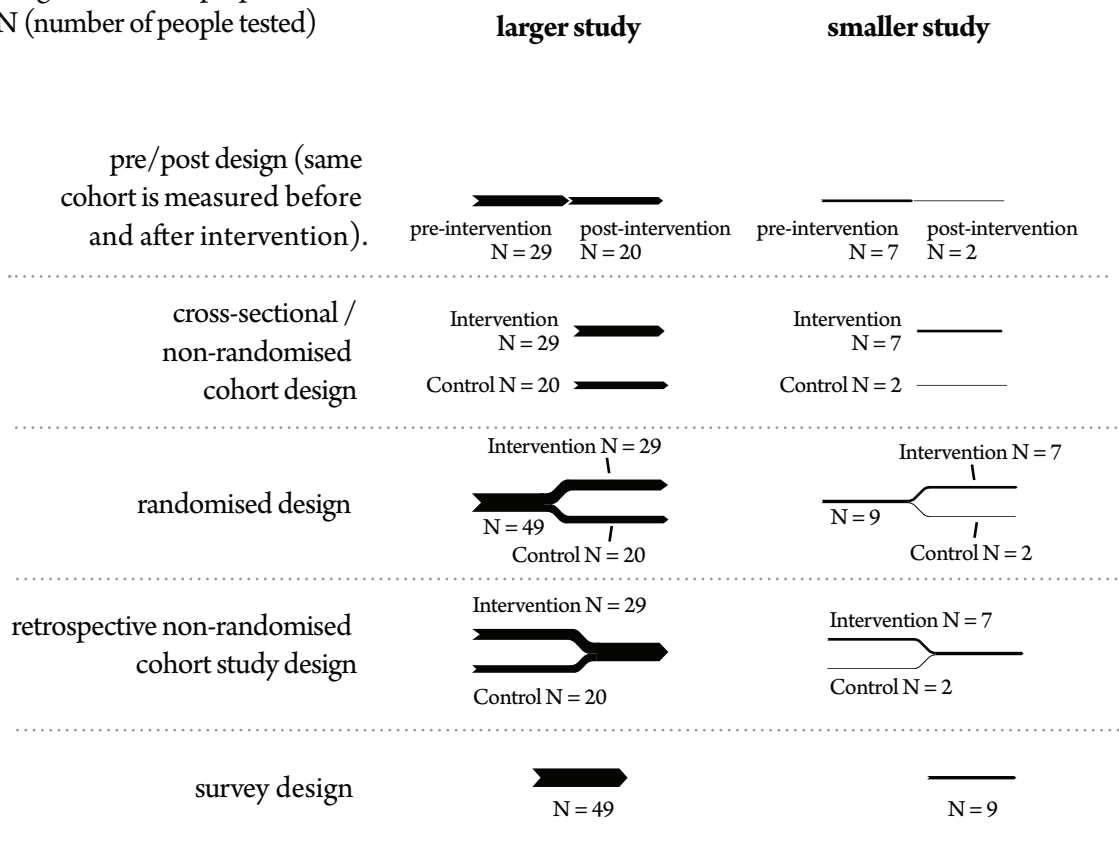 N (number of people tested)
larger study
smaller study
pre/post design (same
cohort is measured before
and after intervention).
pre-intervention
N = 29
post-intervention
N = 20
pre-intervention
N = 7
post-intervention
N = 2
cross-sectional /
non-randomised
cohort design
Intervention
N = 29
Control N = 20
Intervention
N = 7
Control N = 2
randomised design
Intervention N = 29
N = 49
Control N = 20
Intervention N = 7
N = 9
Control N = 2
retrospective non-randomised
cohort study design
Intervention N = 29
Control N = 20
Intervention N = 7
Control N = 2
survey design
N = 49
N = 9